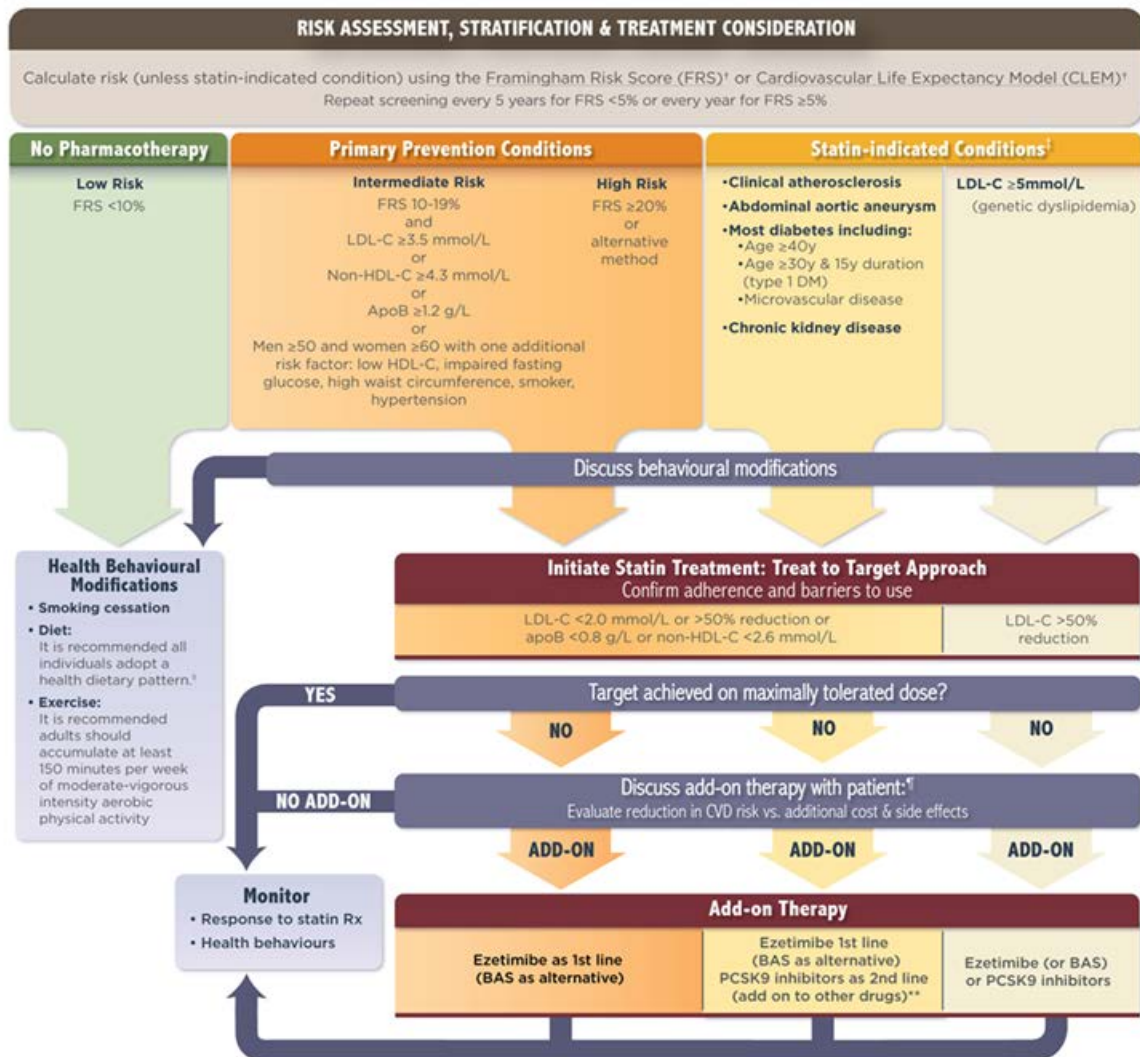 RISK ASSESSMENT, STRATIFICATION & TREATMENT CONSIDERATION
Calculate risk (unless statin-indicated condition) using the Framingham Risk Score (FRS)† or Cardiovascular Life Expectancy Model (CLEM)†
Repeat screening every 5 years for FRS <5% or every year for FRS ≥5%
No Pharmacotherapy
Low Risk
FRS <10%
Primary Prevention Conditions
Intermediate Risk
FRS 10-19%
and
LDL-C ≥3.5 mmol/L
or
Non-HDL-C ≥4.3 mmol/L
or
ApoB ≥1.2 g/L
or
Men ≥50 and women ≥60 with one additional
risk factor: low HDL-C, impaired fasting
glucose, high waist circumference, smoker,
hypertension
High Risk
FRS ≥20%
or
alternative
method
Statin-indicated Conditions‡
•Clinical atherosclerosis
•Abdominal aortic aneurysm
•Most diabetes including:
•Age ≥40y
•Age ≥30y & 15y duration
(type 1 DM)
•Microvascular disease
•Chronic kidney disease
LDL-C ≥5mmol/L
(genetic dyslipidemia)
Discuss behavioural modifications
Health Behavioural
Modifications
• Smoking cessation
• Diet:
It is recommended all
individuals adopt a
health dietary pattern.§
• Exercise:
It is recommended
adults should
accumulate at least
150 minutes per week
of moderate-vigorous
intensity aerobic
physical activity
Initiate Statin Treatment: Treat to Target Approach
Confirm adherence and barriers to use
LDL-C <2.0 mmol/L or >50% reduction or
apoB <0.8 g/L or non-HDL-C <2.6 mmol/L
LDL-C >50%
reduction
YES
Target achieved on maximally tolerated dose?
NO
NO
NO
NO ADD-ON
Discuss add-on therapy with patient:¶
Evaluate reduction in CVD risk vs. additional cost & side effects
ADD-ON
ADD-ON
ADD-ON
Monitor
• Response to statin Rx
• Health behaviours
Add-on Therapy
Ezetimibe as 1st line
(BAS as alternative)
Ezetimibe 1st line
(BAS as alternative)
PCSK9 inhibitors as 2nd line
(add on to other drugs)**
Ezetimibe (or BAS)
or PCSK9 inhibitors